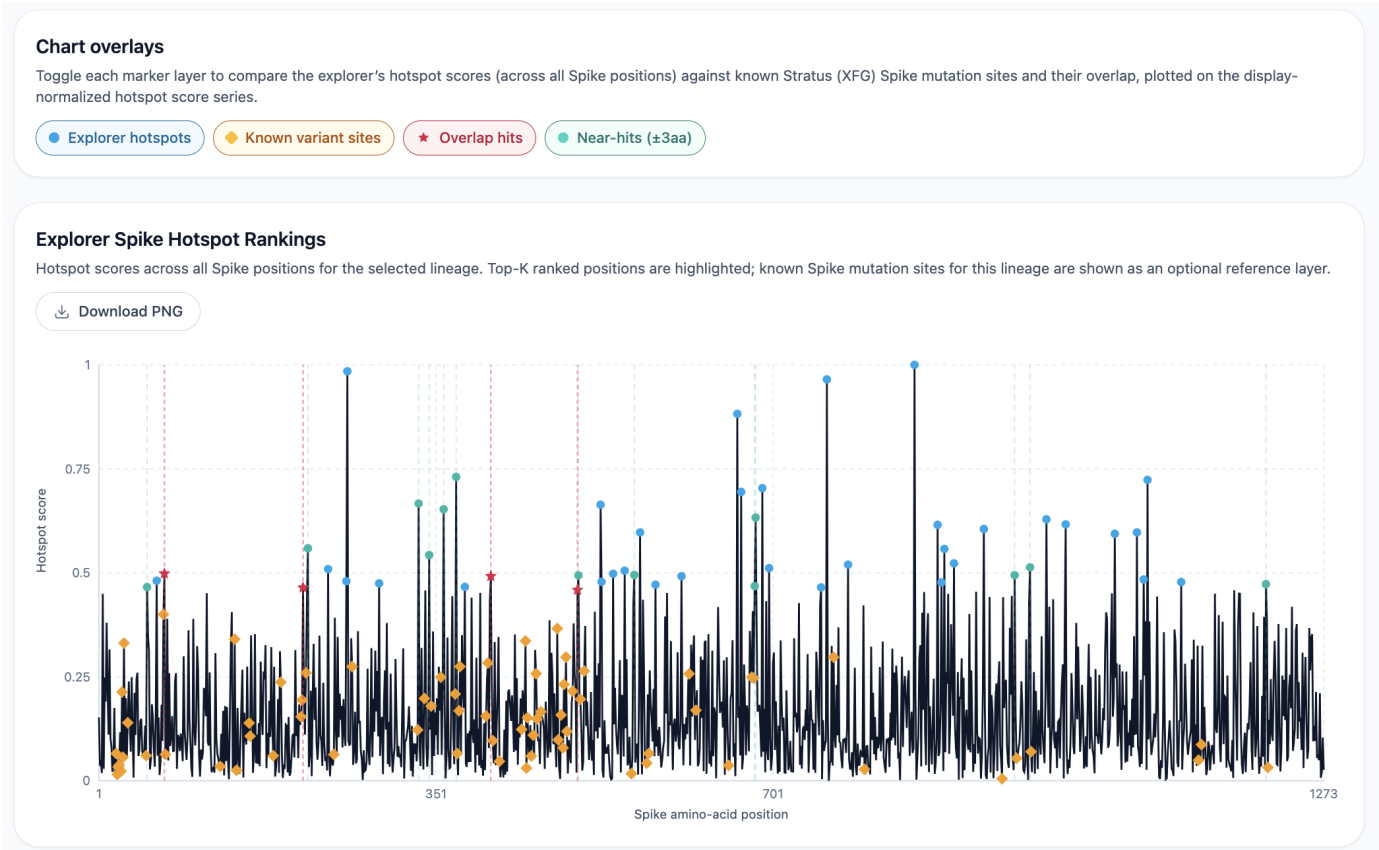 Chart overlays
Toggle each marker layer to compare the explorer’s hotspot scores (across all Spike positions) against known Stratus (XFG) Spike mutation sites and their overlap, plotted on the display-
normalized hotspot score series.
Explorer hotspots
Known variant sites
Overlap hits
Near-hits (±3aa)
Explorer Spike Hotspot Rankings
Hotspot scores across all Spike positions for the selected lineage. Top-K ranked positions are highlighted; known Spike mutation sites for this lineage are shown as an optional reference layer.
Download PNG
1
0.75
0.5
0.25
0
Hotspot score
1
351
701
1273
Spike amino-acid position